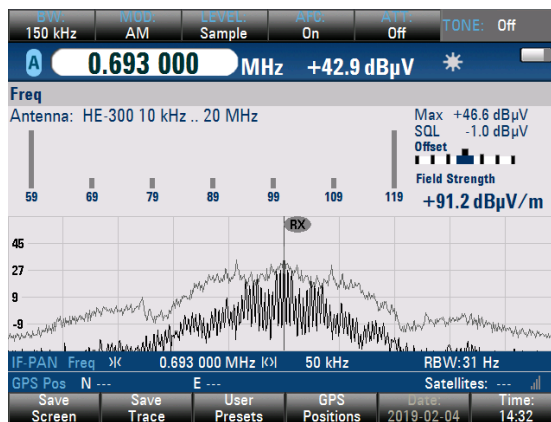 BW: MOD: LEVEL: AFC: ATT: TONE: Off
150 kHz AM Sample On Off
A 0.693 000 MHz +42.9 dBµV
Freq
Antenna: HE-300 10 kHz .. 20 MHz
Max +46.6 dBµV
SQL -1.0 dBµV
Offset
Field Strength
+91.2 dBµV/m
59 69 79 89 99 109 119
RX
45
27
9
-9
IF-PAN Freq 0.693 000 MHz 50 kHz RBW:31 Hz
GPS Pos N --- E --- Satellites: ---
Save Save User GPS Date: Time:
Screen Trace Presets Positions 2019-02-04 14:32